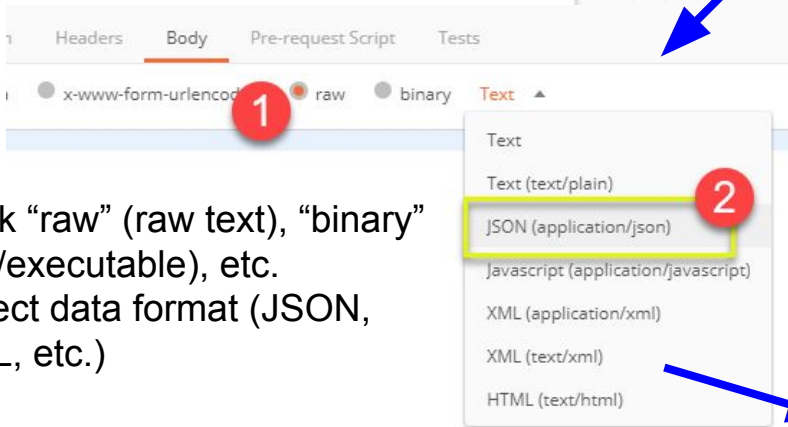 Headers Body Pre-request Script Tests
x-www-form-urlencod raw binary Text
1
Text
Text (text/plain)
2
JSON (application/json)
Javascript (application/javascript)
XML (application/xml)
XML (text/xml)
HTML (text/html)
k “raw” (raw text), “binary”
/executable), etc.
ect data format (JSON,
L, etc.)